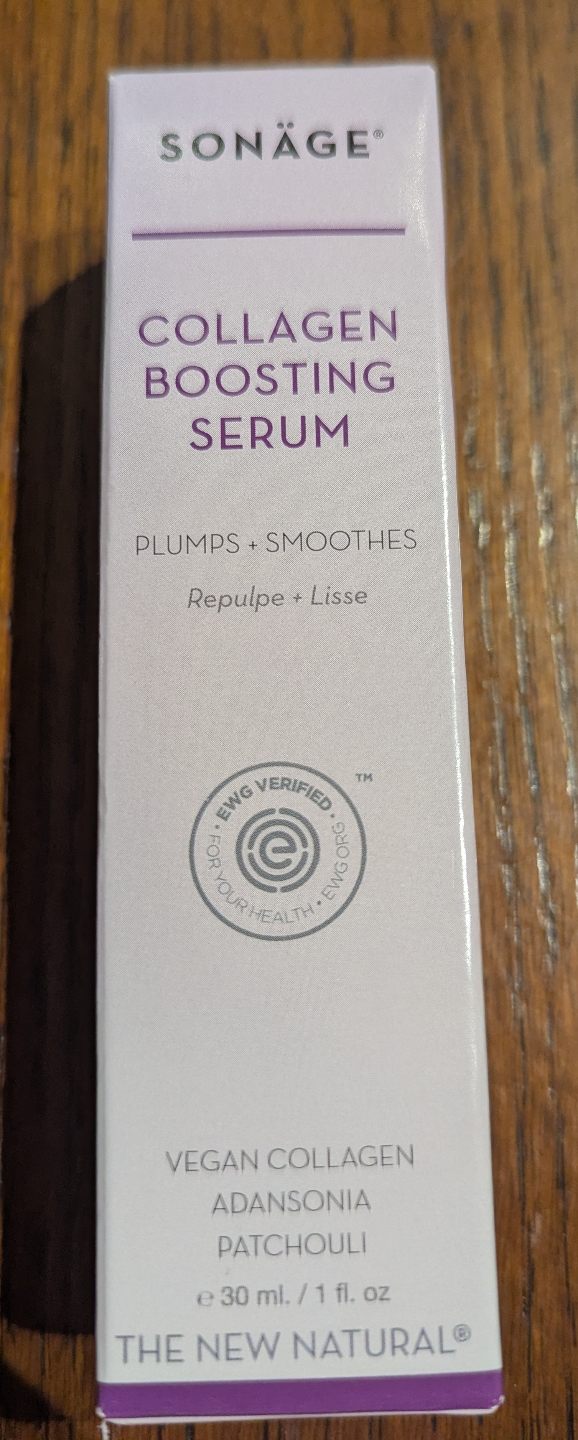 SONÄGE®
COLLAGEN
BOOSTING
SERUM
PLUMPS + SMOOTHES
Repulpe + Lisse
• EWG VERIFIED •
FOR YOUR HEALTH • EWG.ORG
e
TM
VEGAN COLLAGEN
ADANSONIA
PATCHOULI
℮ 30 ml. / 1 fl. oz
THE NEW NATURAL®